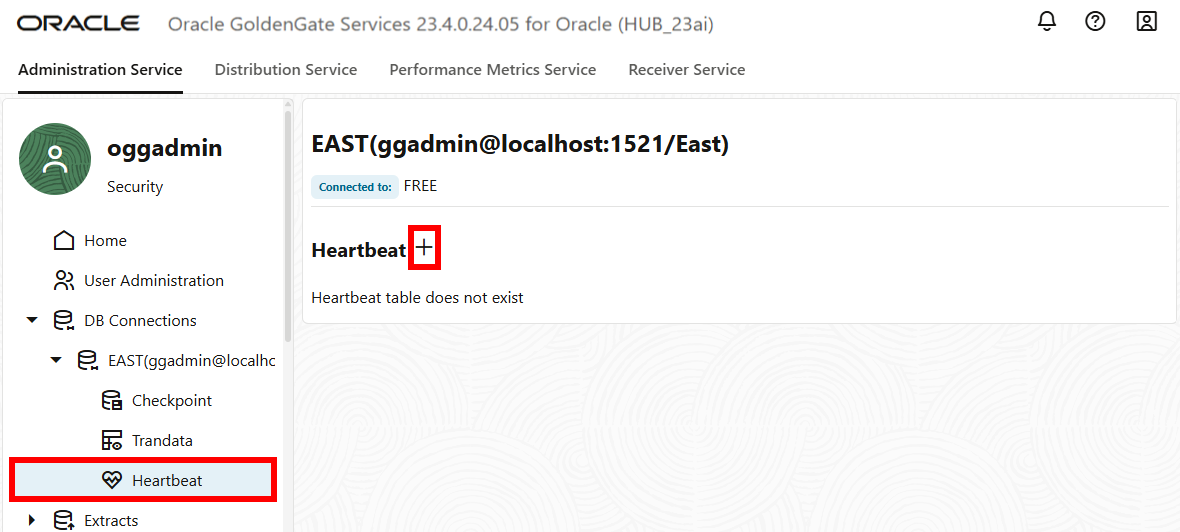 ORACLE Oracle GoldenGate Services 23.4.0.24.05 for Oracle (HUB_23ai)
Administration Service Distribution Service Performance Metrics Service Receiver Service
oggadmin
Security
Home
User Administration
DB Connections
EAST(ggadmin@localhc
Checkpoint
Trandata
Heartbeat
Extracts
EAST(ggadmin@localhost:1521/East)
Connected to: FREE
Heartbeat
Heartbeat table does not exist